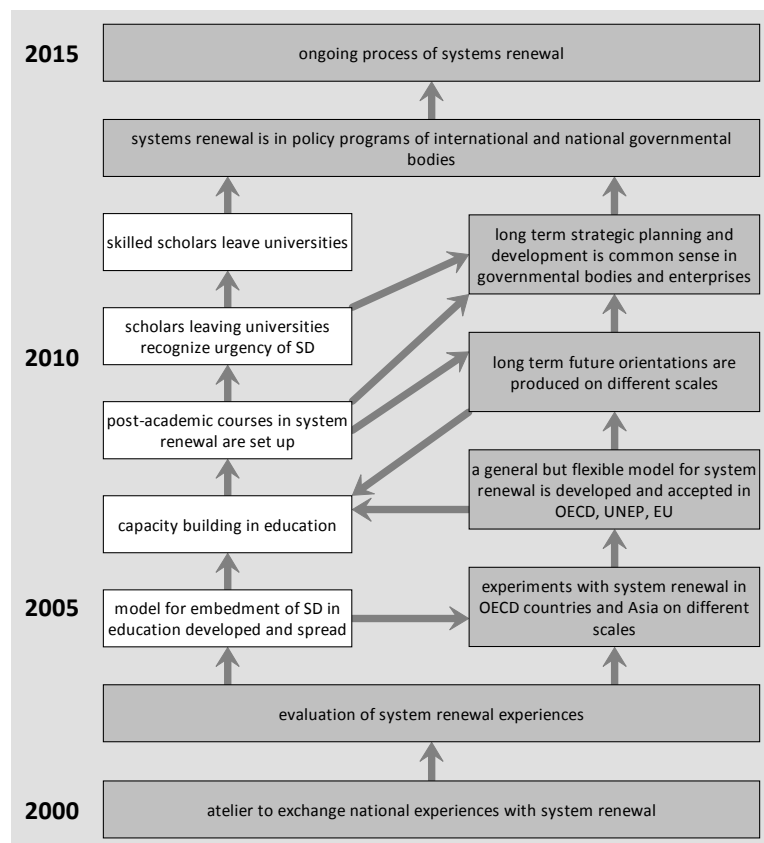 2015
ongoing process of systems renewal
systems renewal is in policy programs of international and national governmental
bodies
skilled scholars leave universities
long term strategic planning and
development is common sense in
governmental bodies and enterprises
2010
scholars leaving universities
recognize urgency of SD
long term future orientations are
produced on different scales
post-academic courses in system
renewal are set up
a general but flexible model for system
renewal is developed and accepted in
OECD, UNEP, EU
capacity building in education
2005
model for embedment of SD in
education developed and spread
experiments with system renewal in
OECD countries and Asia on different
scales
evaluation of system renewal experiences
2000
atelier to exchange national experiences with system renewal